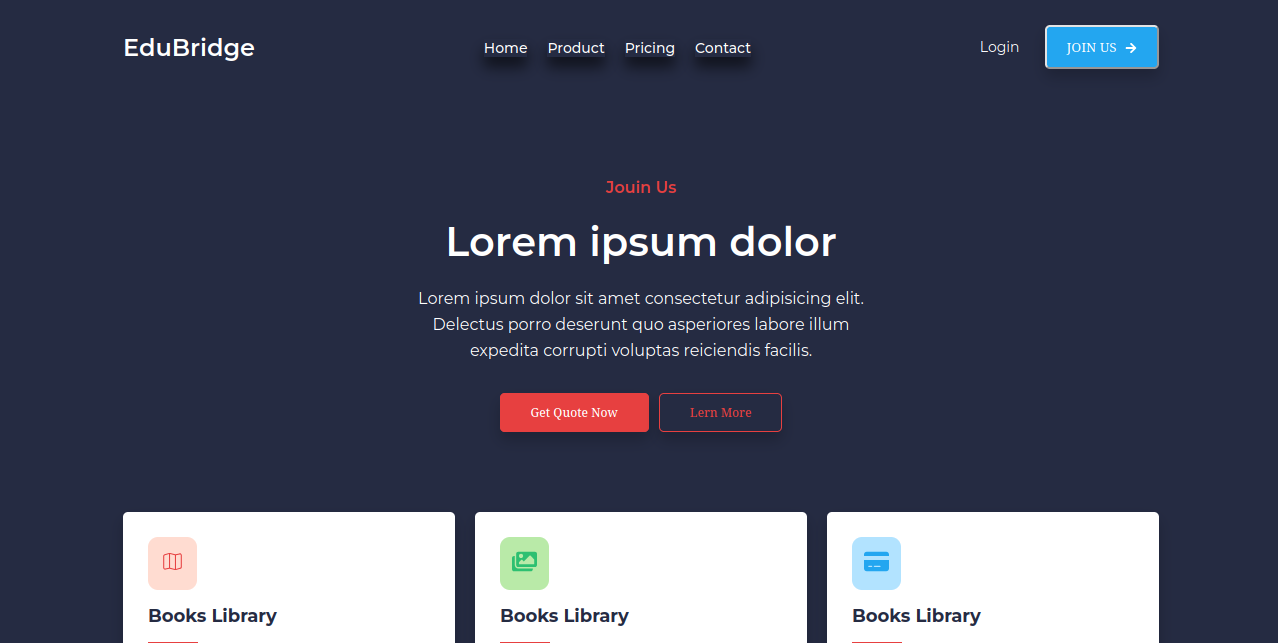 EduBridge
Home Product Pricing Contact
Login
JOIN US
Jouin Us
Lorem ipsum dolor
Lorem ipsum dolor sit amet consectetur adipisicing elit.
Delectus porro deserunt quo asperiores labore illum
expedita corrupti voluptas reiciendis facilis.
Get Quote Now
Lern More
Books Library
Books Library
Books Library